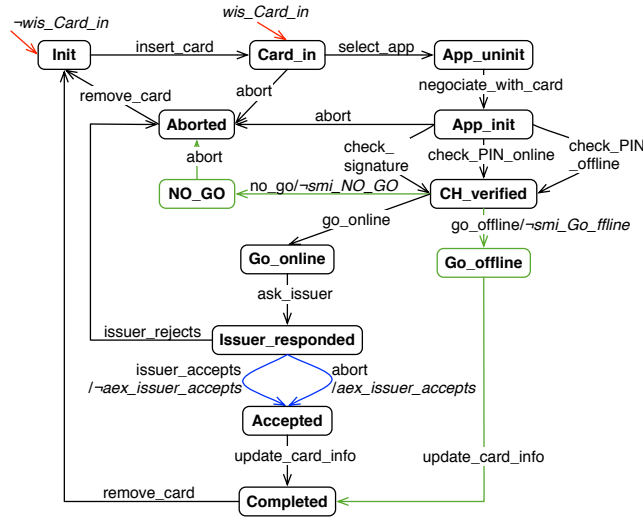 ¬wis_Card_in
wis_Card_in
Init
insert_card
Card_in
select_app
App_uninit
remove_card
abort
negociate_with_card
Aborted
abort
App_init
abort
check_
signature
check_PIN_online
check_PIN
_offline
NO_GO
no_go/¬smi_NO_GO
CH_verified
go_online
go_offline/¬smi_Go_ffline
Go_online
Go_offline
ask_issuer
issuer_rejects
Issuer_responded
issuer_accepts
/¬aex_issuer_accepts
abort
/aex_issuer_accepts
Accepted
update_card_info
update_card_info
remove_card
Completed